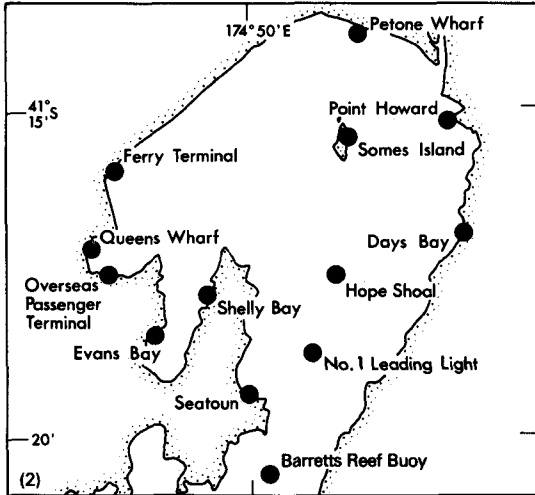 174°50'E
Petone Wharf
41°S
15'
Point Howard
Somes Island
Ferry Terminal
Queens Wharf
Days Bay
Overseas
Passenger
Terminal
Hope Shoal
Shelly Bay
Evans Bay
No.1 Leading Light
Seatoun
20'
Barretts Reef Buoy
(2)